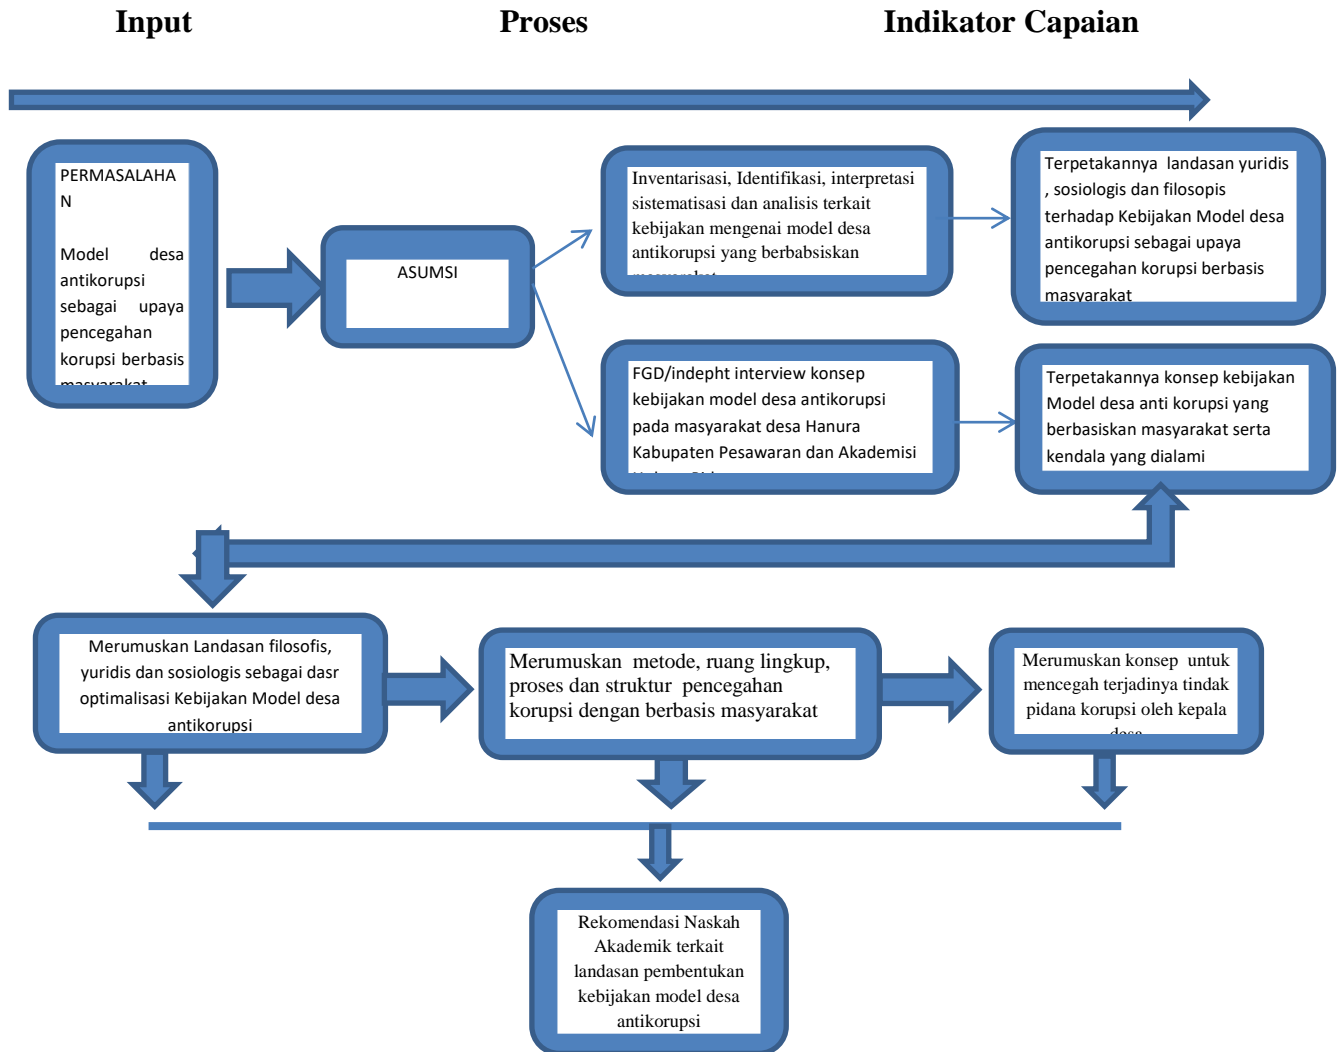 Input
Proses
Indikator Capaian
PERMASALAHA
N
Model desa
antikorupsi
sebagai upaya
pencegahan
korupsi berbasis
masyarakat
ASUMSI
Inventarisasi, Identifikasi, interpretasi
sistematisasi dan analisis terkait
kebijakan mengenai model desa
antikorupsi yang berbabsiskan
masyarakat
Terpetakannya landasan yuridis
, sosiologis dan filosopis
terhadap Kebijakan Model desa
antikorupsi sebagai upaya
pencegahan korupsi berbasis
masyarakat
FGD/indepht interview konsep
kebijakan model desa antikorupsi
pada masyarakat desa Hanura
Kabupaten Pesawaran dan Akademisi
Terpetakannya konsep kebijakan
Model desa anti korupsi yang
berbasiskan masyarakat serta
kendala yang dialami
Merumuskan Landasan filosofis,
yuridis dan sosiologis sebagai dasr
optimalisasi Kebijakan Model desa
antikorupsi
Merumuskan metode, ruang lingkup,
proses dan struktur pencegahan
korupsi dengan berbasis masyarakat
Merumuskan konsep untuk
mencegah terjadinya tindak
pidana korupsi oleh kepala
desa
Rekomendasi Naskah
Akademik terkait
landasan pembentukan
kebijakan model desa
antikorupsi